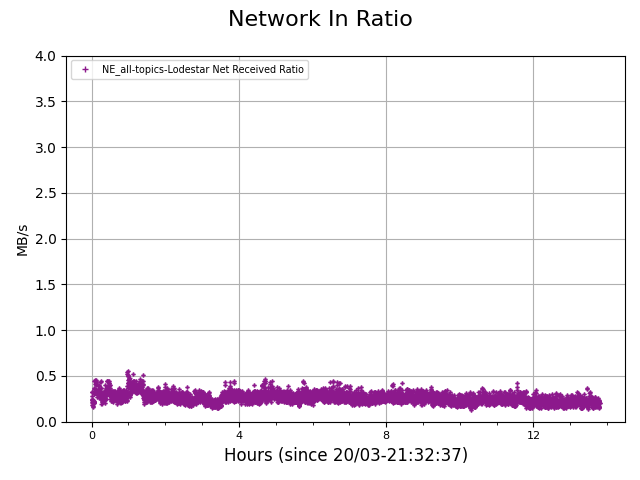 Network In Ratio
NE_all-topics-Lodestar Net Received Ratio
4.0
3.5
3.0
2.5
2.0
1.5
1.0
0.5
0.0
MB/s
0 4 8 12
Hours (since 20/03-21:32:37)